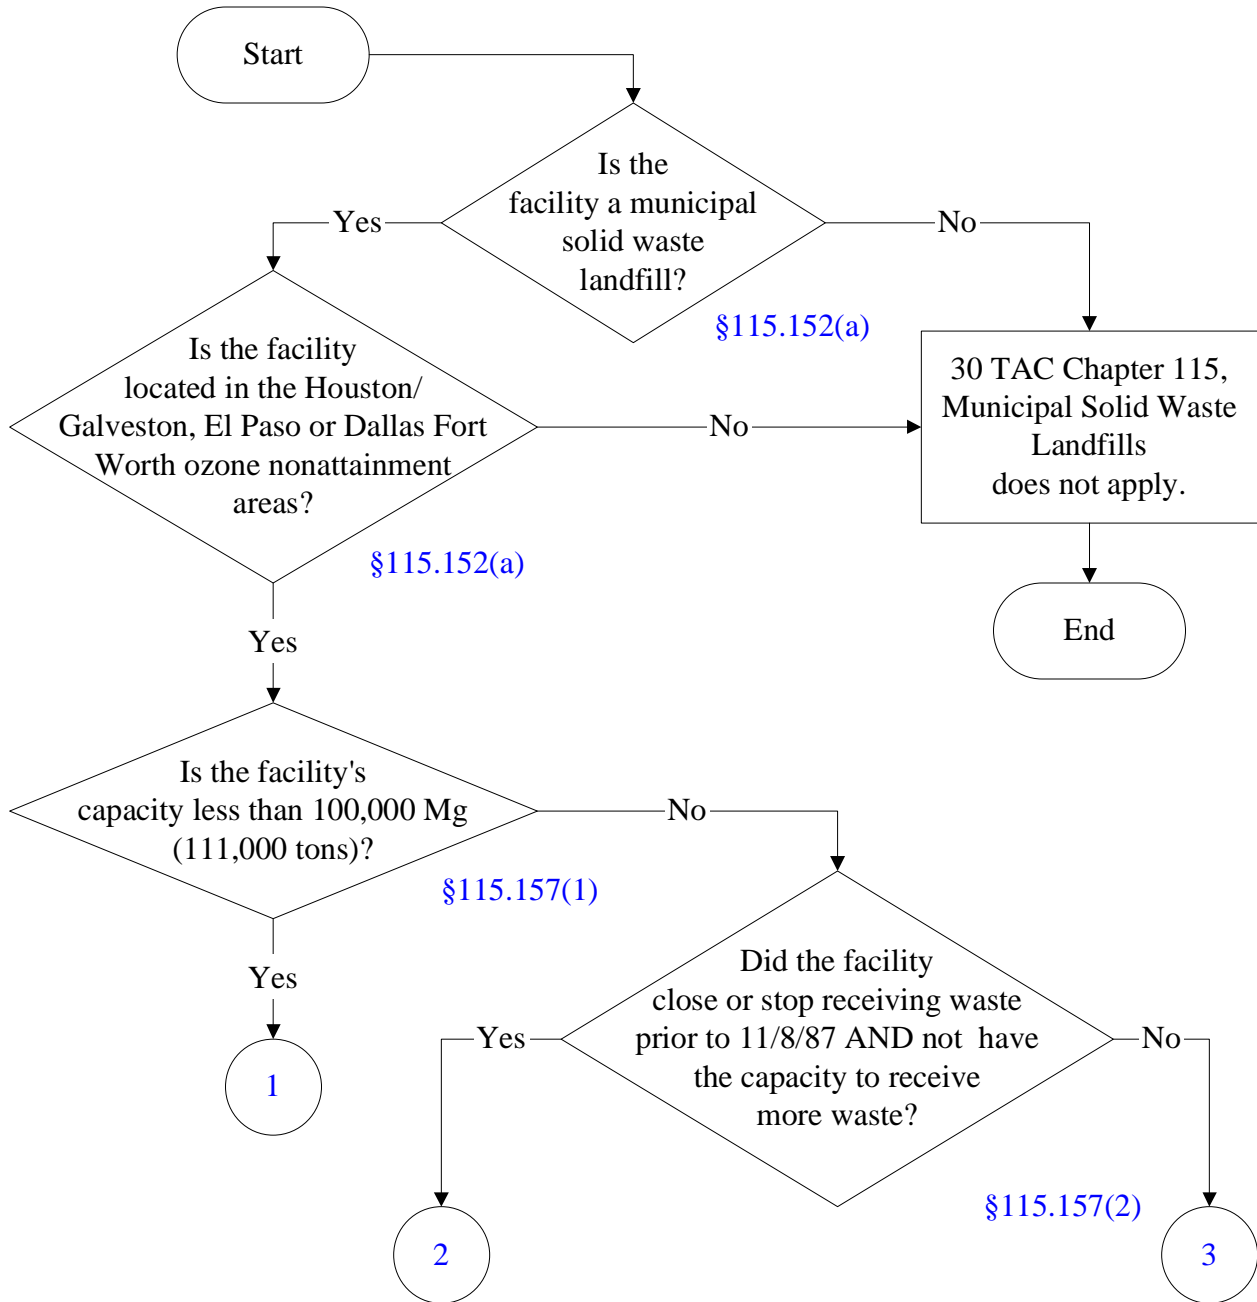 Start
Is the
facility a municipal
solid waste
landfill?
Yes
No
§115.152(a)
Is the facility
located in the Houston/
Galveston, El Paso or Dallas Fort
Worth ozone nonattainment
areas?
No
30 TAC Chapter 115,
Municipal Solid Waste
Landfills
does not apply.
§115.152(a)
End
Yes
Is the facility's
capacity less than 100,000 Mg
(111,000 tons)?
No
§115.157(1)
Yes
1
Did the facility
close or stop receiving waste
prior to 11/8/87 AND not  have
the capacity to receive
more waste?
Yes
No
§115.157(2)
2
3